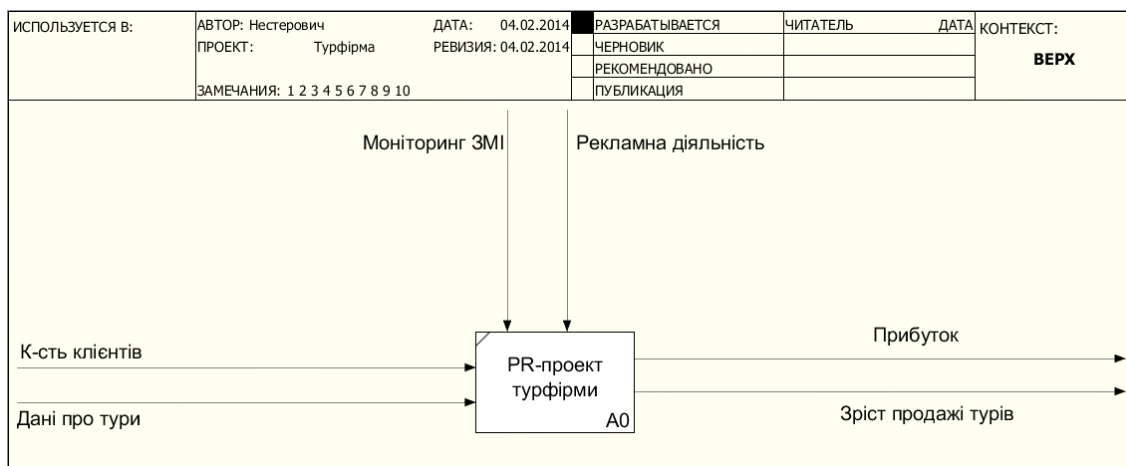 ИСПОЛЬЗУЕТСЯ В:
АВТОР: Нестерович
ДАТА: 04.02.2014
ПРОЕКТ: Турфірма
РЕВИЗИЯ: 04.02.2014
ЗАМЕЧАНИЯ: 1 2 3 4 5 6 7 8 9 10
РАЗРАБАТЫВАЕТСЯ
ЧЕРНОВИК
РЕКОМЕНДОВАНО
ПУБЛИКАЦИЯ
ЧИТАТЕЛЬ ДАТА
КОНТЕКСТ:
ВЕРХ
Моніторинг ЗМІ
Рекламна діяльність
К-сть клієнтів
Дані про тури
PR-проект
турфірми
A0
Прибуток
Зріст продажі турів